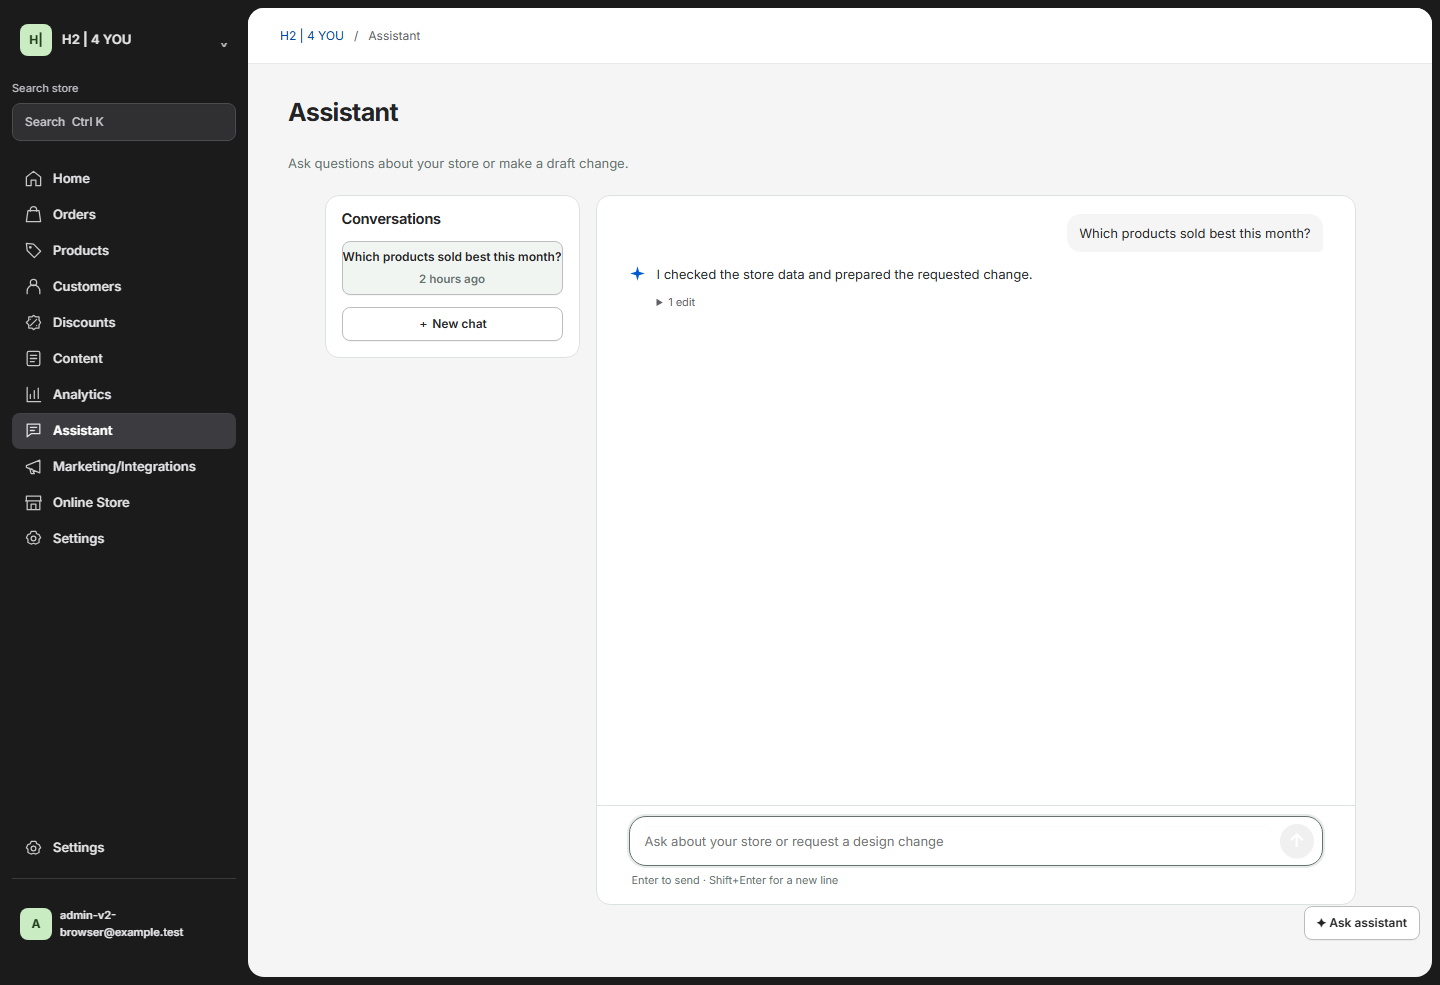 H|
H2 | 4 YOU
Search store
Search Ctrl K
Home
Orders
Products
Customers
Discounts
Content
Analytics
Assistant
Marketing/Integrations
Online Store
Settings
Settings
A
admin-v2-
browser@example.test
H2 | 4 YOU / Assistant
Assistant
Ask questions about your store or make a draft change.
Conversations
Which products sold best this month?
2 hours ago
+ New chat
Which products sold best this month?
I checked the store data and prepared the requested change.
1 edit
Ask about your store or request a design change
Enter to send · Shift+Enter for a new line
Ask assistant